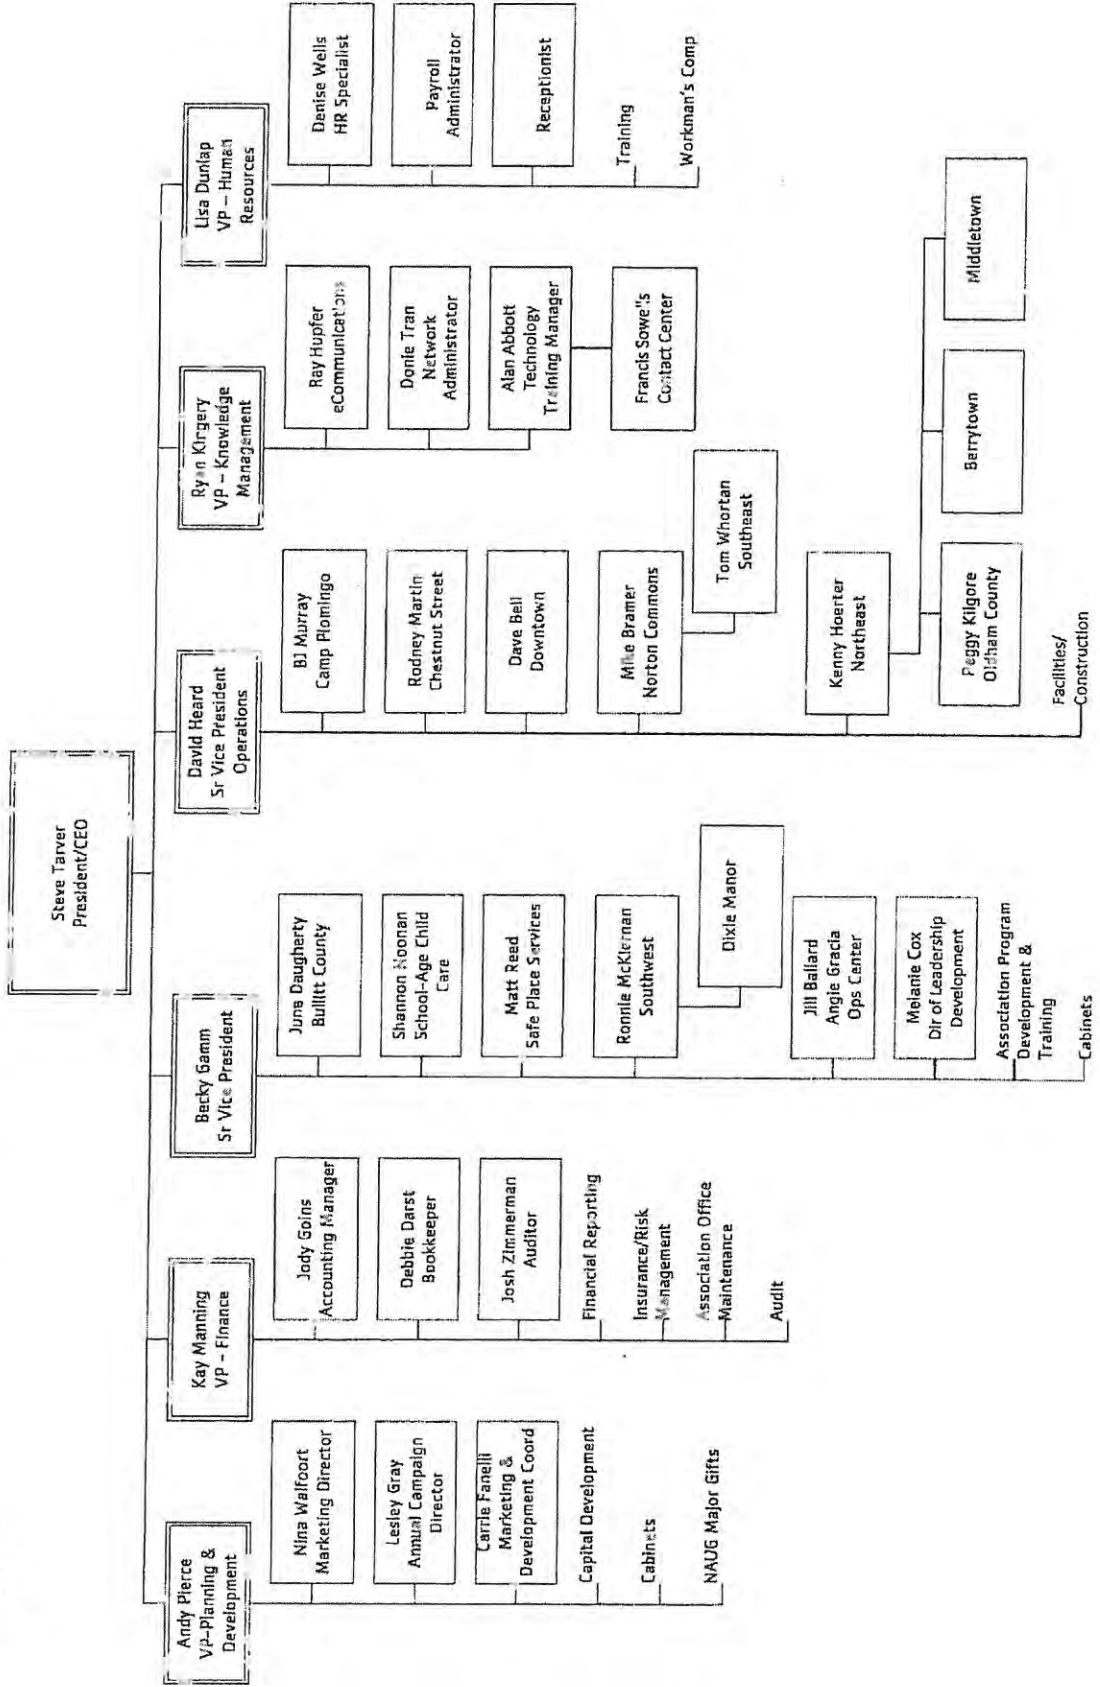 Steve Tarver
President/CEO
Andy Pierce
VP-Planning &
Development
Nina Walfoort
Marketing Director
Lesley Gray
Annual Campaign
Director
Carrie Fanelli
Marketing &
Development Coord
Capital Development
Cabinets
NAUG Major Gifts
Kay Manning
VP - Finance
Jody Goins
Accounting Manager
Debbie Darst
Bookkeeper
Josh Zimmerman
Auditor
Financial Reporting
Insurance/Risk
Management
Association Office
Maintenance
Audit
Becky Gamm
Sr Vice President
June Daugherty
Bullitt County
Shannon Noonan
School-Age Child
Care
Matt Reed
Safe Place Services
Ronnie McKiernan
Southwest
Dixie Manor
Jill Ballard
Angie Gracia
Ops Center
Melanie Cox
Dir of Leadership
Development
Association Program
Development &
Training
Cabinets
David Heard
Sr Vice President
Operations
BJ Murray
Camp Piomingo
Rodney Martin
Chestnut Street
Dave Bell
Downtown
Mike Bramer
Norton Commons
Tom Whortan
Southeast
Kenny Hoerter
Northeast
Peggy Kilgore
Oldham County
Berrytown
Middletown
Facilities/
Construction
Ryan Kirgery
VP – Knowledge
Management
Ray Hupfer
eCommunications
Donie Tran
Network
Administrator
Alan Abbott
Technology
Training Manager
Francis Sowells
Contact Center
Lisa Dunlap
VP – Human
Resources
Denise Wells
HR Specialist
Payroll
Administrator
Receptionist
Training
Workman's Comp